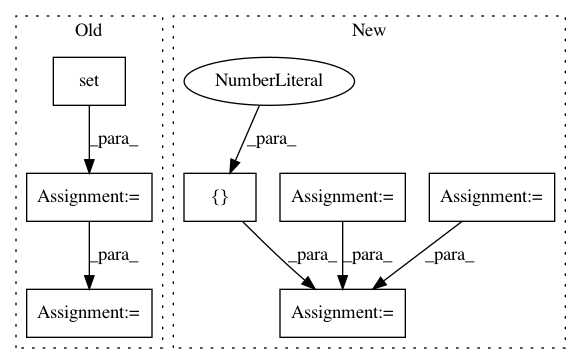 Old
New
set
NumberLiteral
_para_
_para_
Assignment:=
{}
Assignment:=
Assignment:=
_para_
_para_
_para_
_para_
Assignment:=
Assignment:=